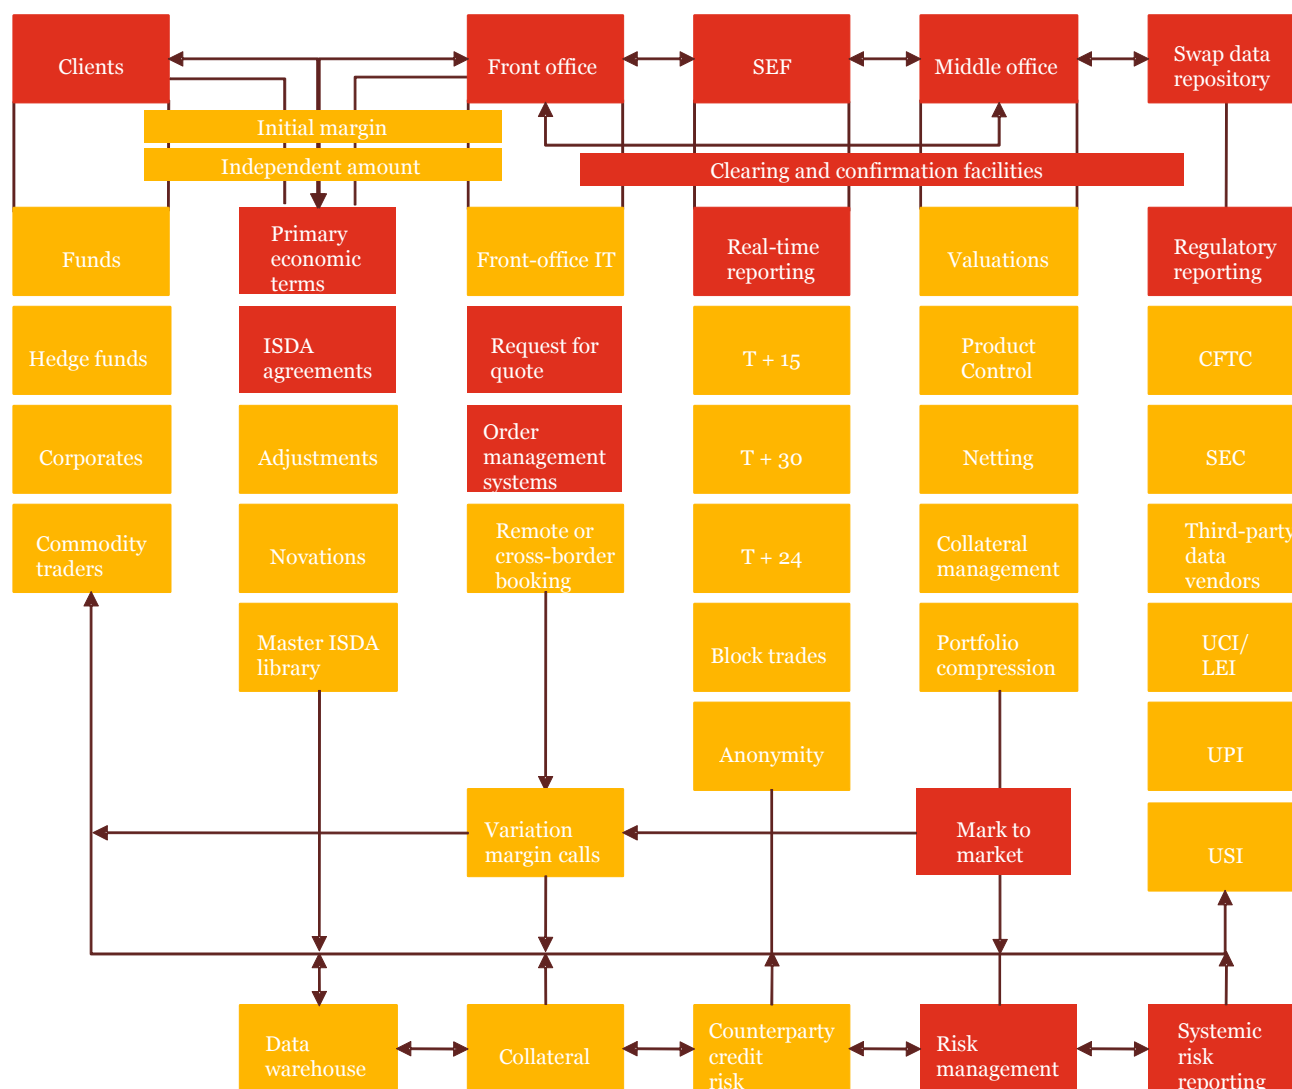 Clients
Front office
SEF
Middle office
Swap data
repository
Initial margin
Independent amount
Clearing and confirmation facilities
Funds
Primary
economic
terms
Front-office IT
Real-time
reporting
Valuations
Regulatory
reporting
Hedge funds
ISDA
agreements
Request for
quote
T + 15
Product
Control
CFTC
Corporates
Adjustments
Order
management
systems
T + 30
Netting
SEC
Commodity
traders
Novations
Remote or
cross-border
booking
T + 24
Collateral
management
Third-party
data
vendors
Master ISDA
library
Block trades
Portfolio
compression
UCI/
LEI
Anonymity
UPI
Variation
margin calls
Mark to
market
USI
Data
warehouse
Collateral
Counterparty
credit
risk
Risk
management
Systemic
risk
reporting